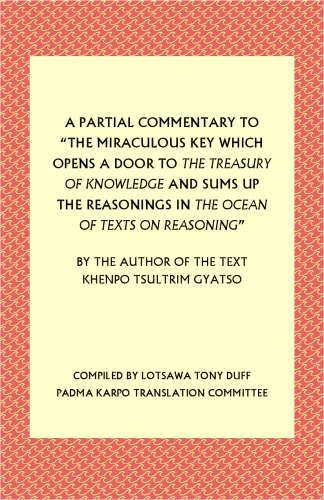 A PARTIAL COMMENTARY TO
“THE MIRACULOUS KEY WHICH
OPENS A DOOR TO THE TREASURY
OF KNOWLEDGE AND SUMS UP
THE REASONINGS IN THE OCEAN
OF TEXTS ON REASONING”
BY THE AUTHOR OF THE TEXT
KHENPO TSULTRIM GYATSO
COMPILED BY LOTSAWA TONY DUFF
PADMA KARPO TRANSLATION COMMITTEE